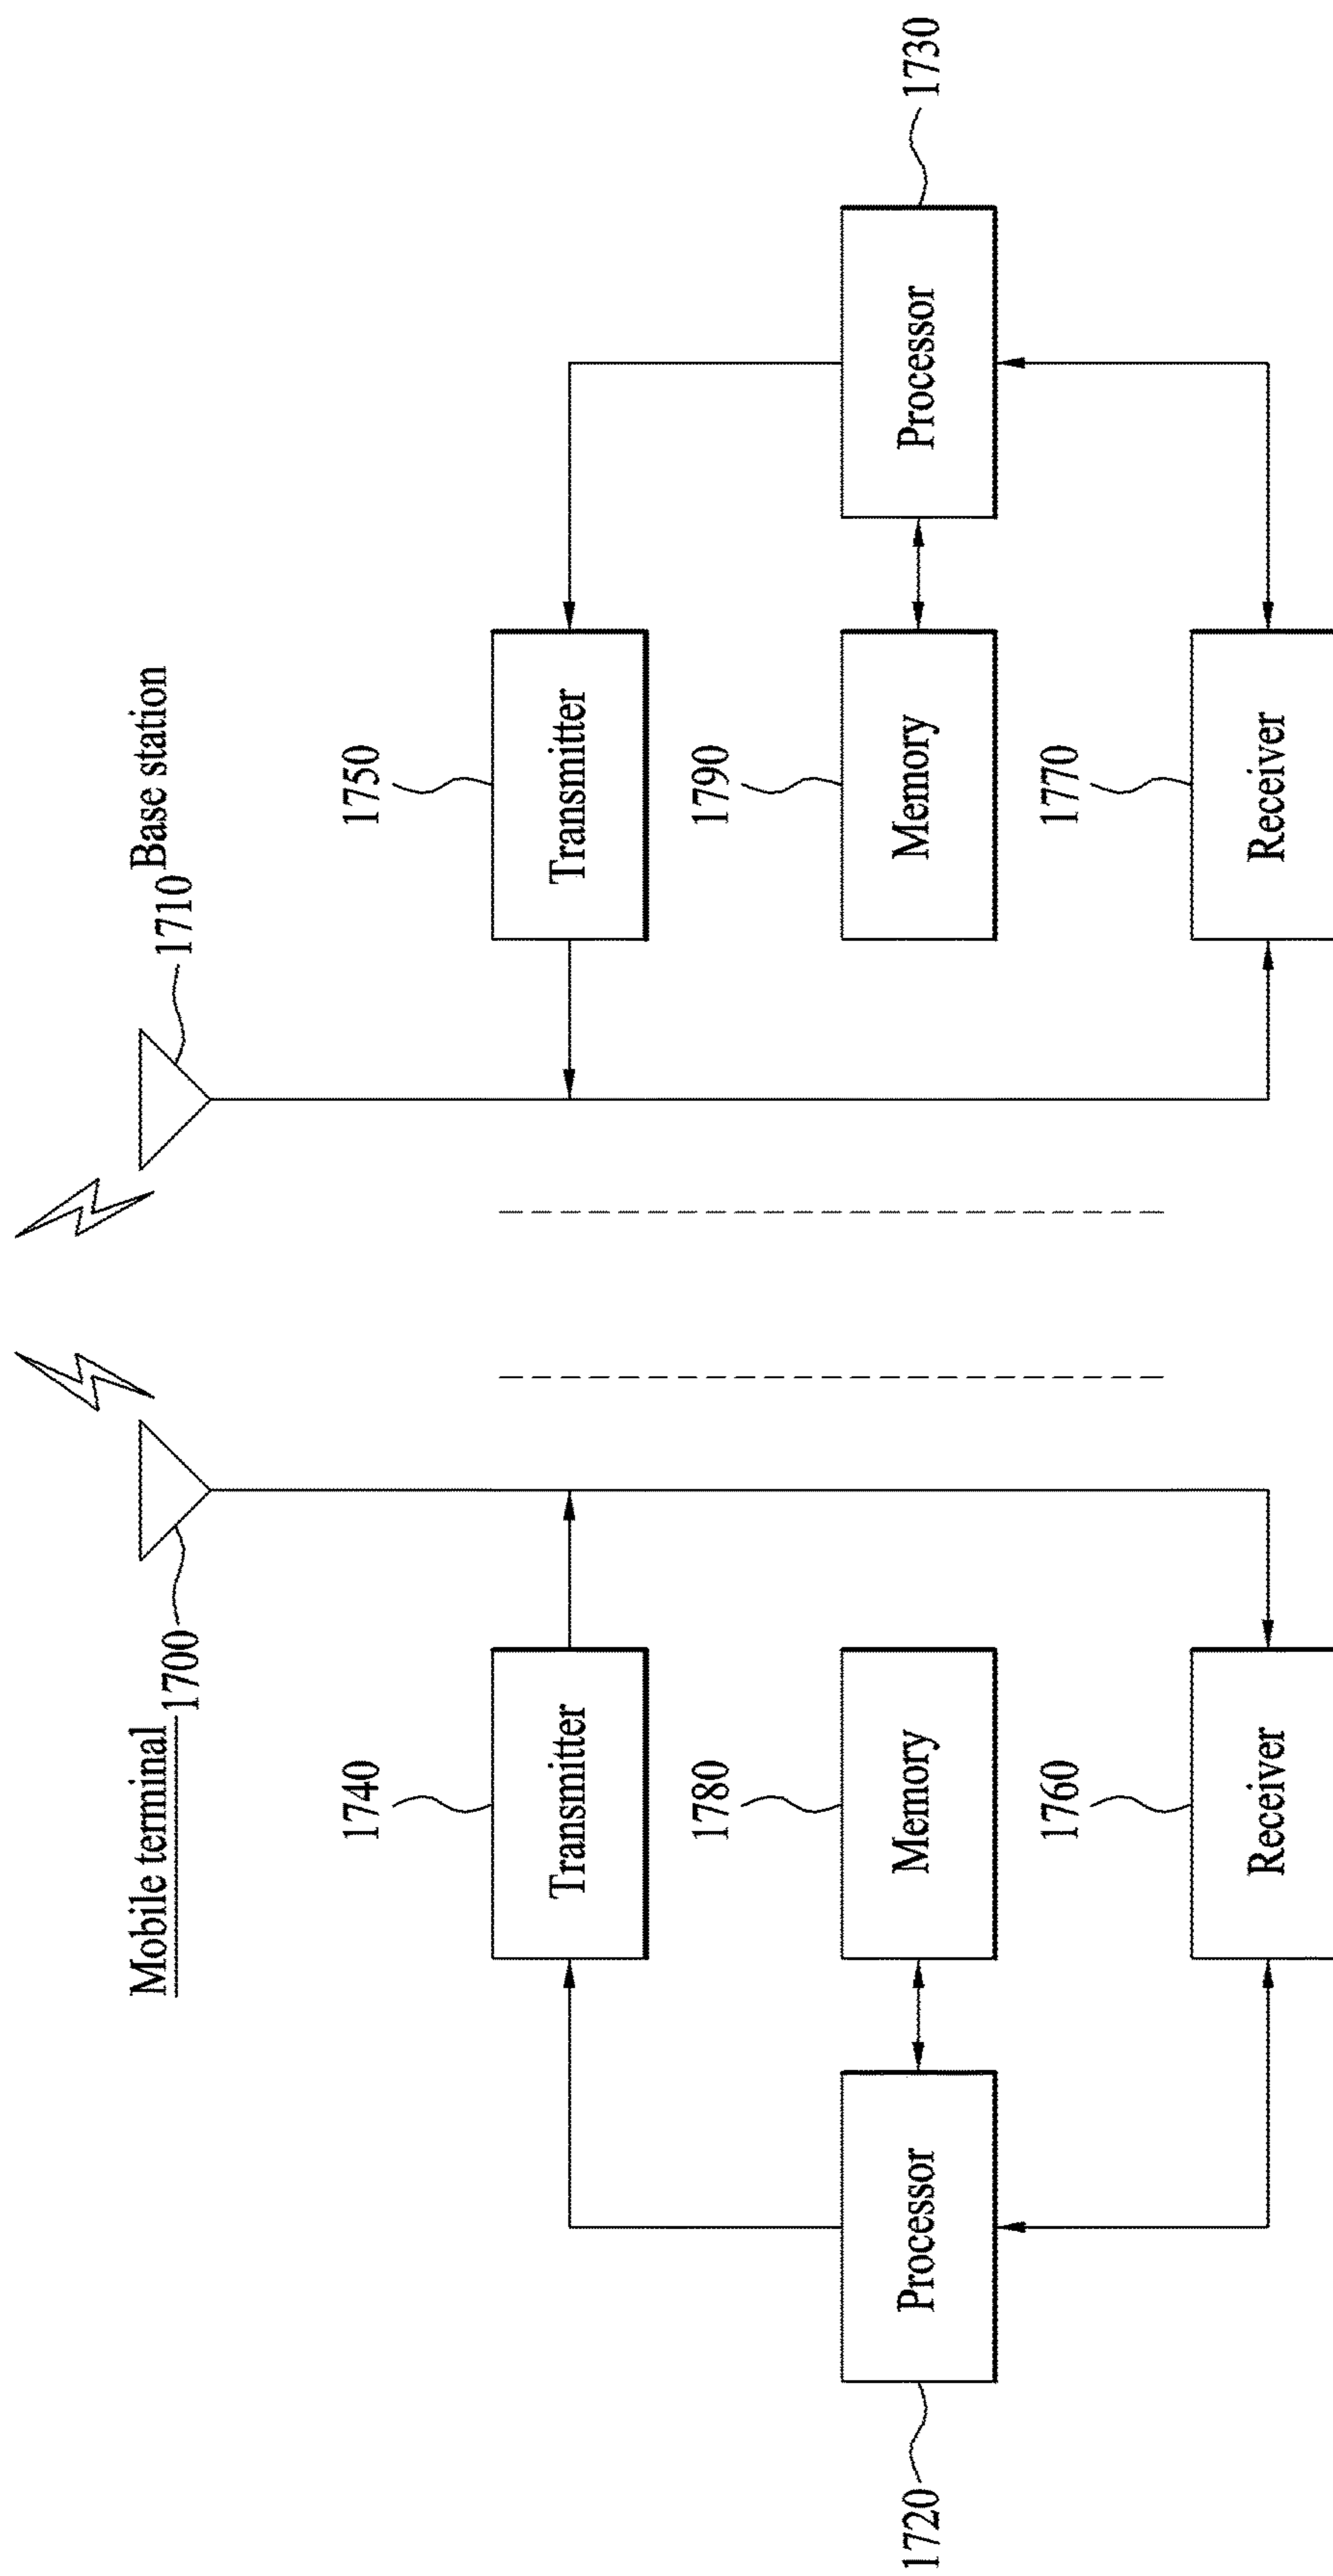 Mobile terminal
1700
1710
Base station
1740
Transmitter
1750
Transmitter
1720
Processor
1780
Memory
1790
Memory
Processor
1730
1760
Receiver
1770
Receiver